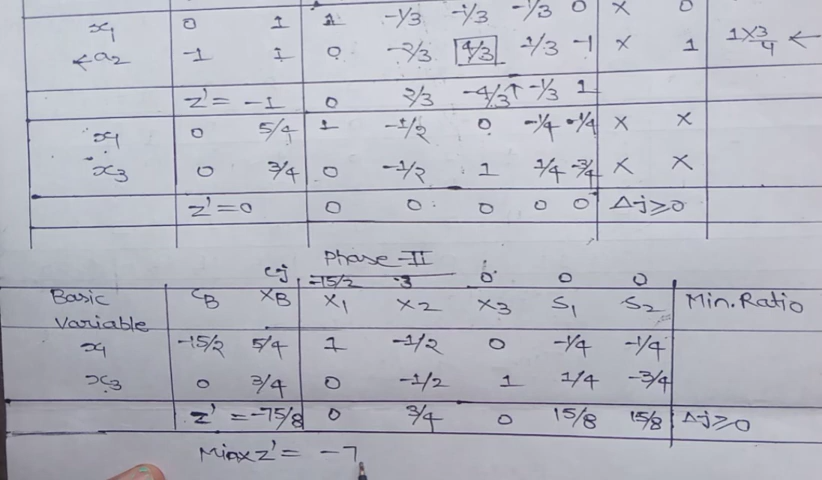 x₁ 0 1 1 -1/3 -1/3 -1/3 0 x 0
←a₂ -1 1 0 -2/3 4/3 1/3 -1 x 1 1×3/4 ←
z' = -1 0 2/3 -4/3↑ -1/3 1
x₁ 0 5/4 1 -1/2 0 -1/4 -1/4 x x
x₃ 0 3/4 0 -1/2 1 1/4 -3/4 x x
z'=0 0 0 0 0 0 Δj≥0
Phase-II
cj -15/2 -3 0 0 0
Basic Variable CB XB X₁ X₂ X₃ S₁ S₂ Min.Ratio
x₁ -15/2 5/4 1 -1/2 0 -1/4 -1/4
x₃ 0 3/4 0 -1/2 1 1/4 -3/4
z' = -75/8 0 3/4 0 15/8 15/8 Δj≥0
Max z' = -7